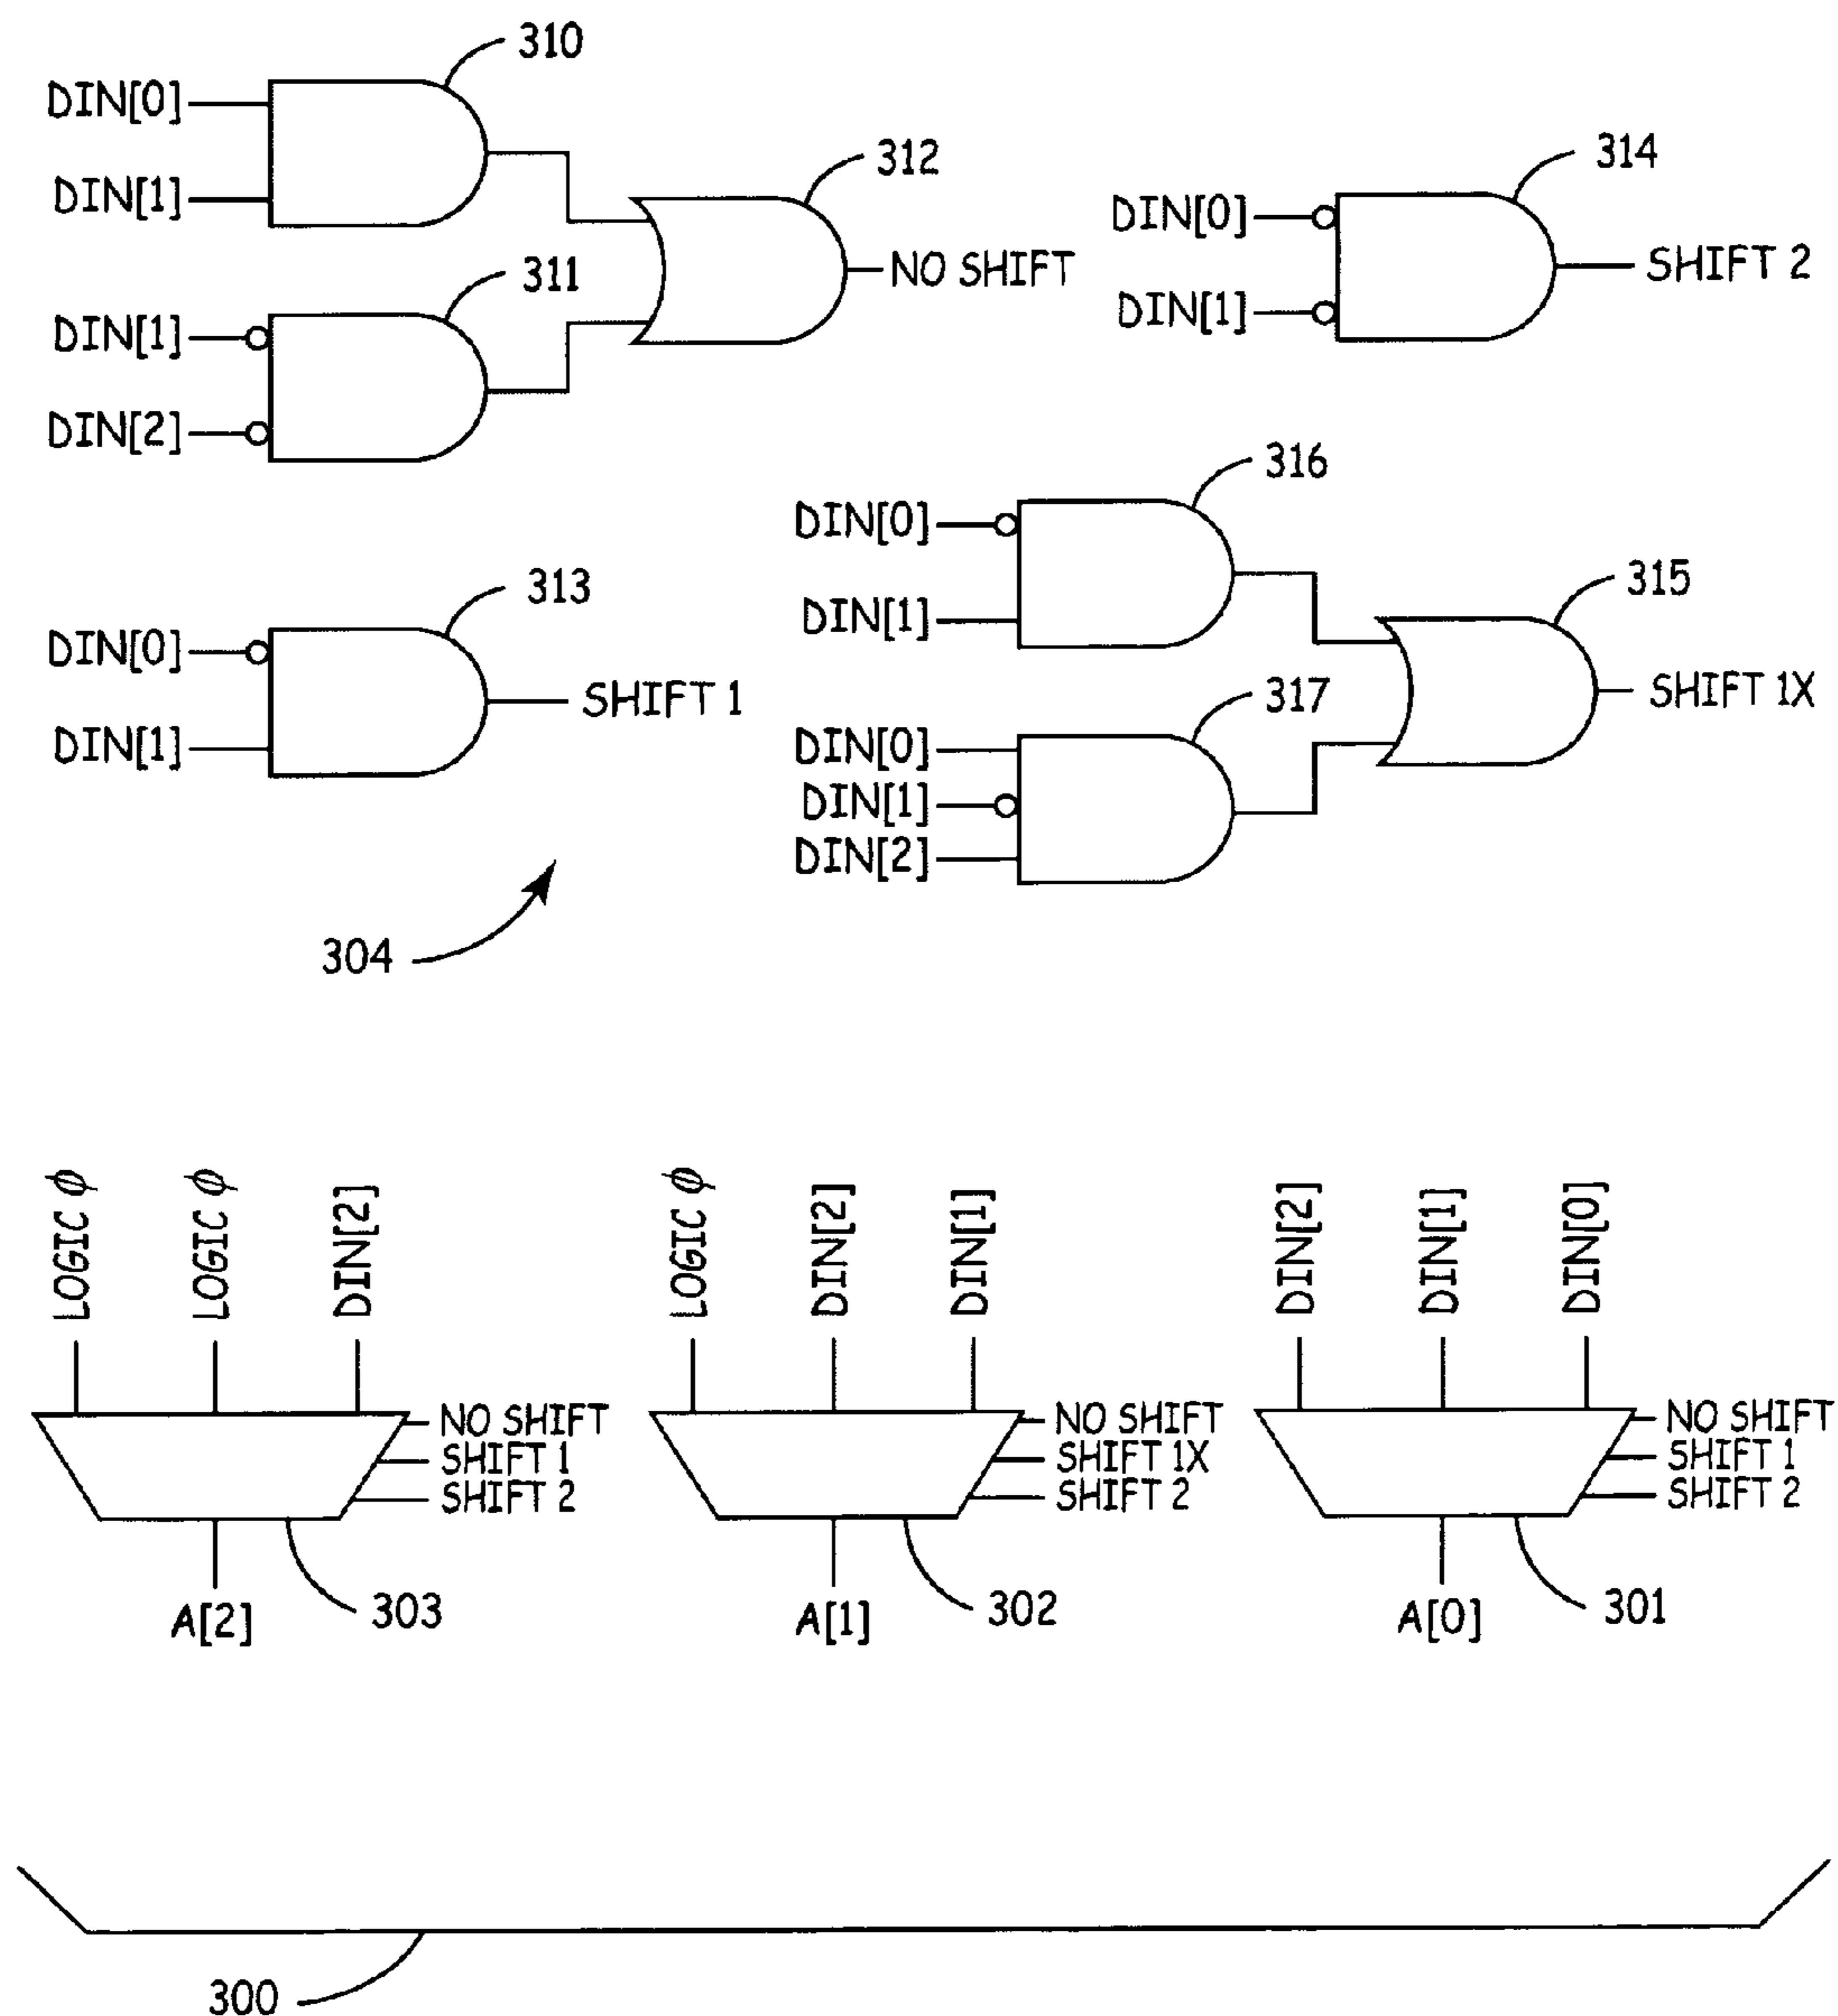 310
DIN[0]
DIN[1]
312
NO SHIFT
311
DIN[1]
DIN[2]
314
DIN[0]
DIN[1]
SHIFT 2
313
DIN[0]
DIN[1]
SHIFT 1
316
DIN[0]
DIN[1]
315
SHIFT 1X
317
DIN[0]
DIN[1]
DIN[2]
304
LOGIC ϕ
LOGIC ϕ
DIN[2]
NO SHIFT
SHIFT 1
SHIFT 2
A[2]
303
LOGIC ϕ
DIN[2]
DIN[1]
NO SHIFT
SHIFT 1X
SHIFT 2
A[1]
302
DIN[2]
DIN[1]
DIN[0]
NO SHIFT
SHIFT 1
SHIFT 2
A[0]
301
300